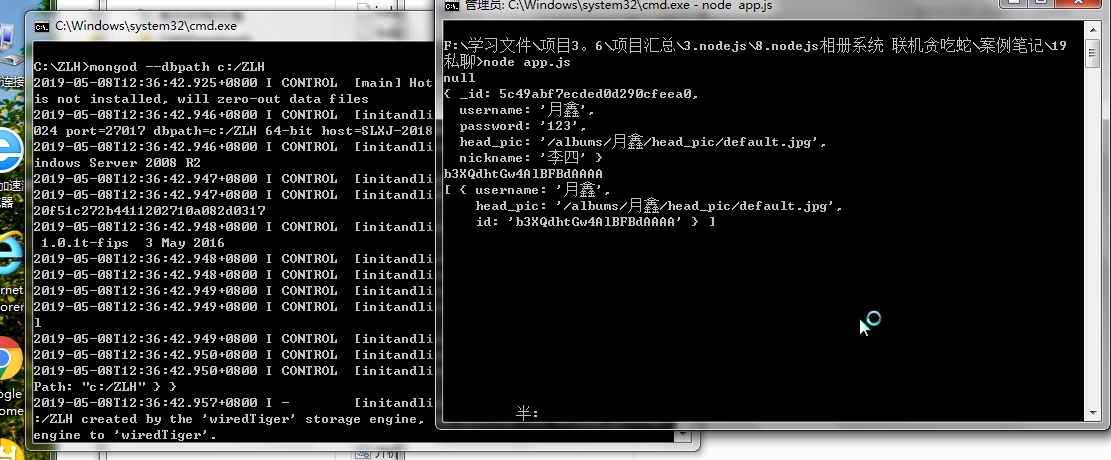 C:\Windows\system32\cmd.exe
C:\ZLH>mongod --dbpath c:/ZLH
2019-05-08T12:36:42.925+0800 I CONTROL  [main] Hot
is not installed, will zero-out data files
2019-05-08T12:36:42.946+0800 I CONTROL  [initandli
024 port=27017 dbpath=c:/ZLH 64-bit host=SLXJ-2018
2019-05-08T12:36:42.946+0800 I CONTROL  [initandli
indows Server 2008 R2
2019-05-08T12:36:42.947+0800 I CONTROL  [initandli
2019-05-08T12:36:42.947+0800 I CONTROL  [initandli
20f51c272b4411202710a082d0317
2019-05-08T12:36:42.948+0800 I CONTROL  [initandli
 1.0.1t-fips  3 May 2016
2019-05-08T12:36:42.948+0800 I CONTROL  [initandli
2019-05-08T12:36:42.948+0800 I CONTROL  [initandli
2019-05-08T12:36:42.949+0800 I CONTROL  [initandli
2019-05-08T12:36:42.949+0800 I CONTROL  [initandli
l
2019-05-08T12:36:42.949+0800 I CONTROL  [initandli
2019-05-08T12:36:42.950+0800 I CONTROL  [initandli
2019-05-08T12:36:42.950+0800 I CONTROL  [initandli
Path: "c:/ZLH" } }
2019-05-08T12:36:42.957+0800 I -        [initandli
:/ZLH created by the 'wiredTiger' storage engine,
engine to 'wiredTiger'.
管理员: C:\Windows\system32\cmd.exe - node  app.js
F:\学习文件\项目3。6\项目汇总\3.nodejs\8.nodejs相册系统 联机贪吃蛇\案例笔记\19
私聊>node app.js
null
{ _id: 5c49abf7ecded0d290cfeea0,
  username: '月鑫',
  password: '123',
  head_pic: '/albums/月鑫/head_pic/default.jpg',
  nickname: '李四' }
b3XQdhtGw4AlBFBdAAAA
[ { username: '月鑫',
    head_pic: '/albums/月鑫/head_pic/default.jpg',
    id: 'b3XQdhtGw4AlBFBdAAAA' } ]
半:
连接
加速
器